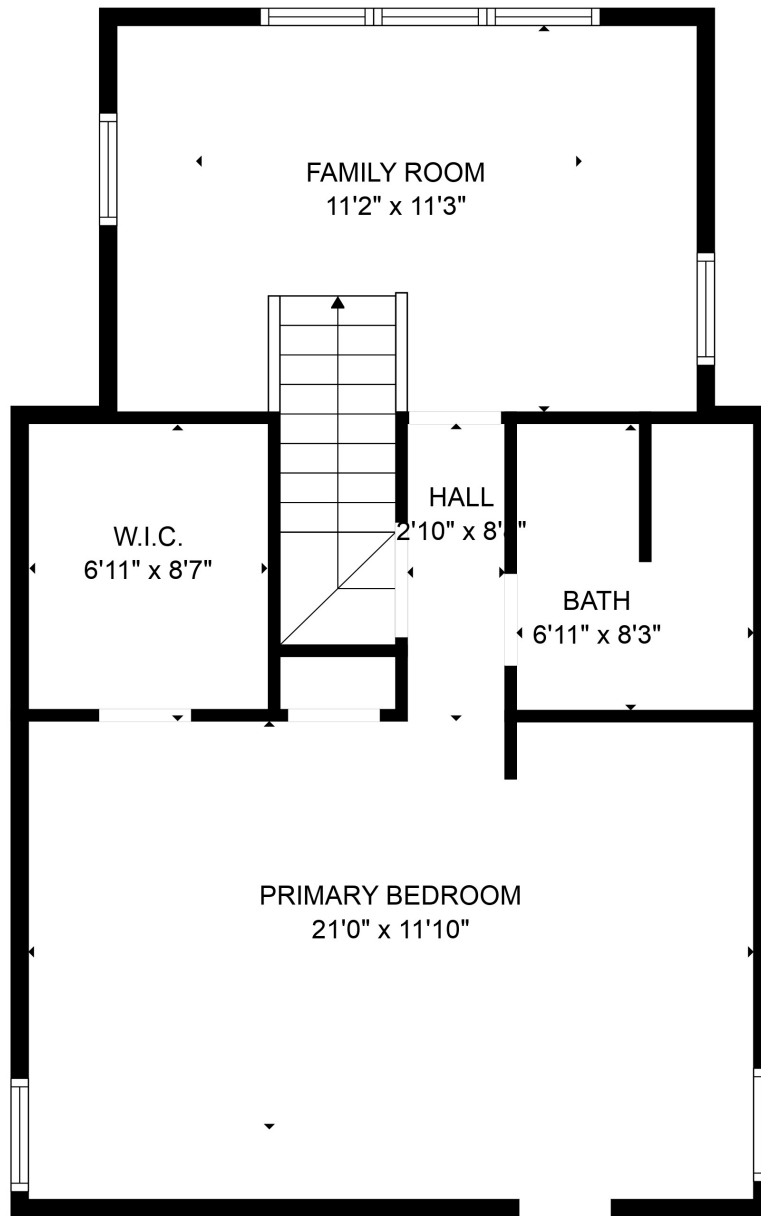 FAMILY ROOM
11'2" x 11'3"
HALL
2'10" x 8'
W.I.C.
6'11" x 8'7"
BATH
6'11" x 8'3"
PRIMARY BEDROOM
21'0" x 11'10"